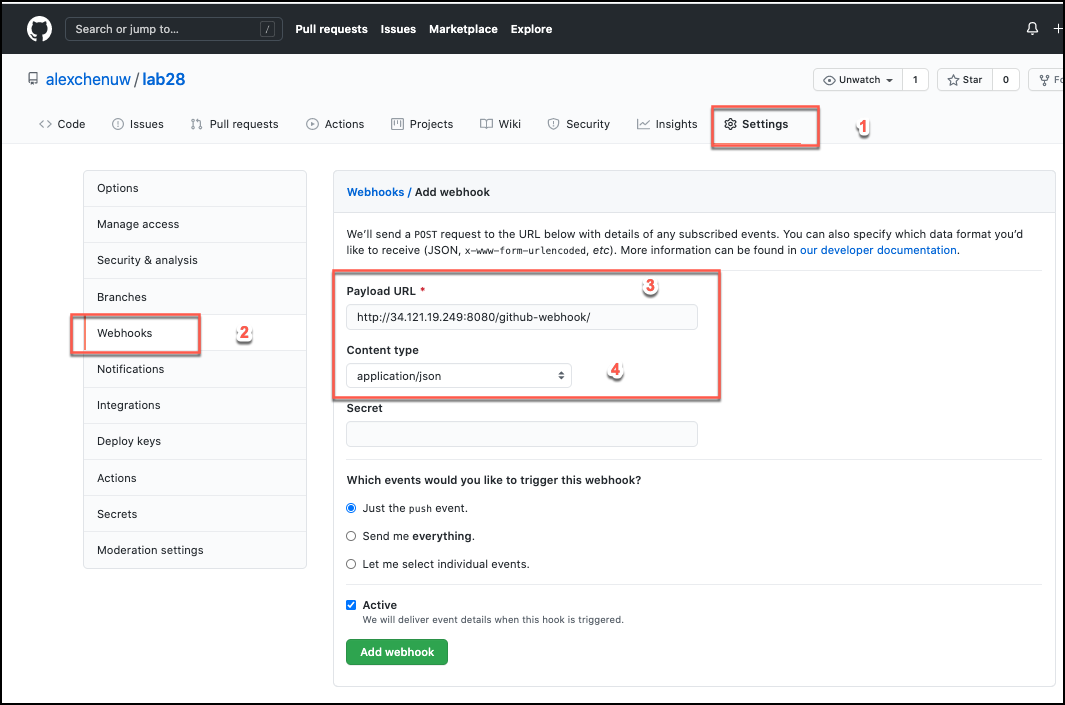 Search or jump to... /
Pull requests Issues Marketplace Explore
alexchenuw / lab28
Unwatch 1 Star 0
Code Issues Pull requests Actions Projects Wiki Security Insights Settings 1
Options
Manage access
Security & analysis
Branches
Webhooks 2
Notifications
Integrations
Deploy keys
Actions
Secrets
Moderation settings
Webhooks / Add webhook
We'll send a POST request to the URL below with details of any subscribed events. You can also specify which data format you'd
like to receive (JSON, x-www-form-urlencoded, etc). More information can be found in our developer documentation.
Payload URL * 3
http://34.121.19.249:8080/github-webhook/
Content type
application/json 4
Secret
Which events would you like to trigger this webhook?
Just the push event.
Send me everything.
Let me select individual events.
Active
We will deliver event details when this hook is triggered.
Add webhook